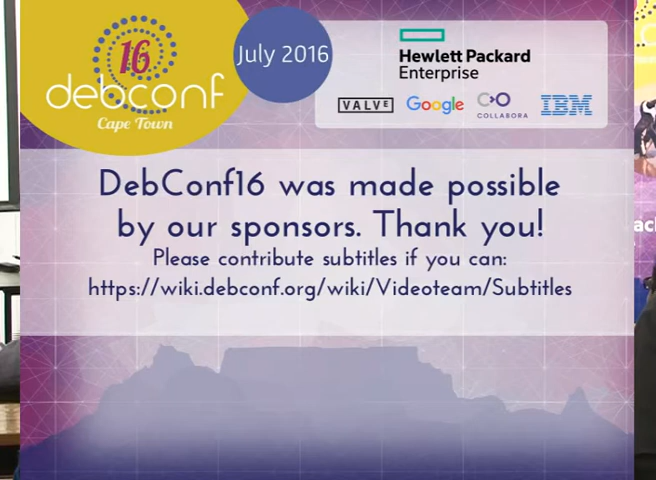 16
debconf
Cape Town
July 2016
Hewlett Packard
Enterprise
VALVE
Google
COLLABORA
IBM
DebConf16 was made possible
by our sponsors. Thank you!
Please contribute subtitles if you can:
https://wiki.debconf.org/wiki/Videoteam/Subtitles